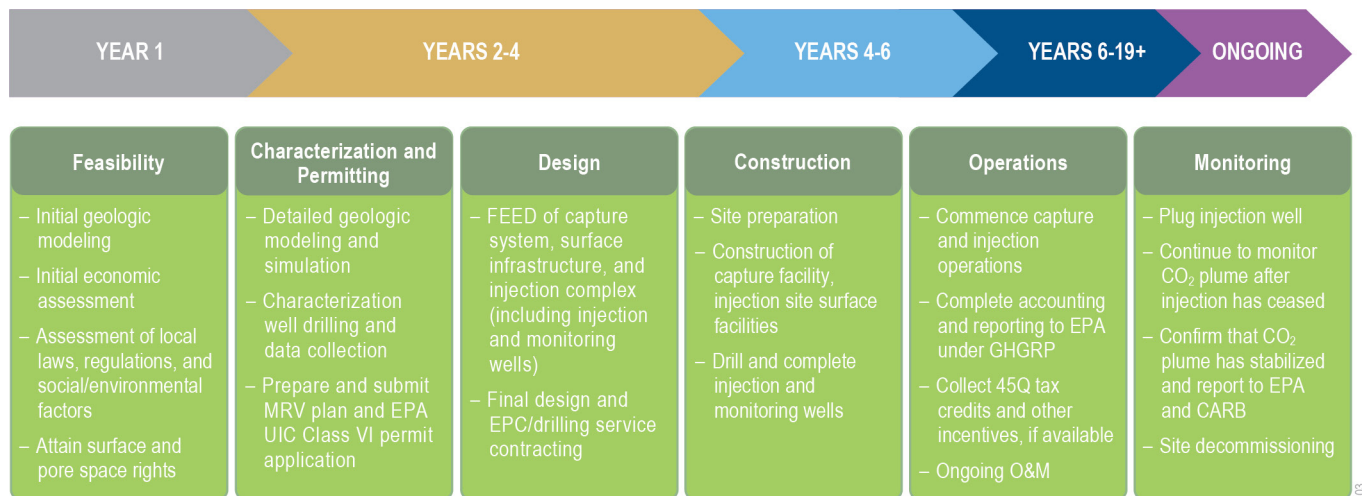 YEAR 1
YEARS 2-4
YEARS 4-6
YEARS 6-19+
ONGOING
Feasibility
– Initial geologic
modeling
– Initial economic
assessment
– Assessment of local
laws, regulations, and
social/environmental
factors
– Attain surface and
pore space rights
Characterization and
Permitting
– Detailed geologic
modeling and
simulation
– Characterization
well drilling and
data collection
– Prepare and submit
MRV plan and EPA
UIC Class VI permit
application
Design
– FEED of capture
system, surface
infrastructure, and
injection complex
(including injection
and monitoring
wells)
– Final design and
EPC/drilling service
contracting
Construction
– Site preparation
– Construction of
capture facility,
injection site surface
facilities
– Drill and complete
injection and
monitoring wells
Operations
– Commence capture
and injection
operations
– Complete accounting
and reporting to EPA
under GHGRP
– Collect 45Q tax
credits and other
incentives, if available
– Ongoing O&M
Monitoring
– Plug injection well
– Continue to monitor
CO₂ plume after
injection has ceased
– Confirm that CO₂
plume has stabilized
and report to EPA
and CARB
– Site decommissioning